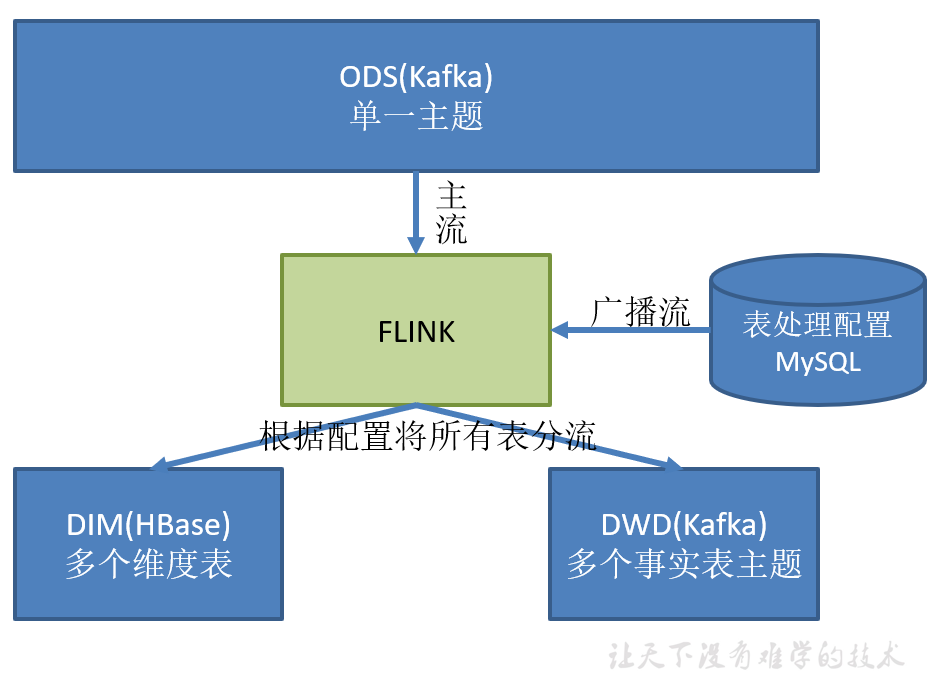 ODS(Kafka)
单一主题
主
流
FLINK
广播流
表处理配置
MySQL
根据配置将所有表分流
DIM(HBase)
多个维度表
DWD(Kafka)
多个事实表主题
让天下没有难学的技术